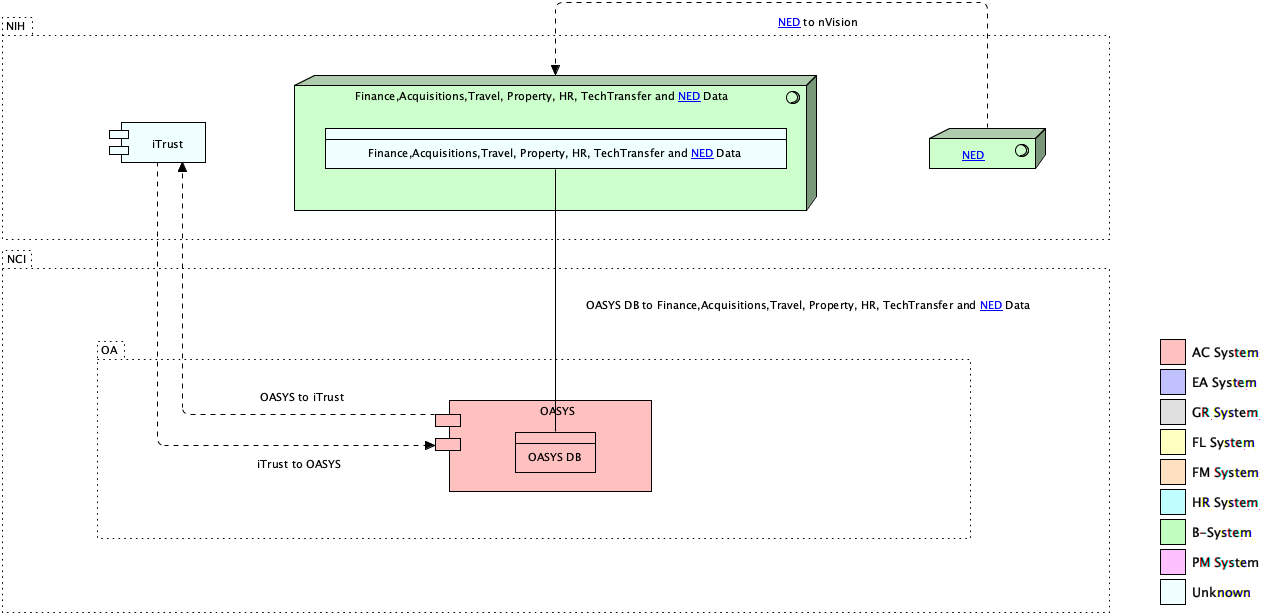 NED to nVision
NIH
Finance,Acquisitions,Travel, Property, HR, TechTransfer and NED Data
iTrust
Finance,Acquisitions,Travel, Property, HR, TechTransfer and NED Data
NED
NCI
OASYS DB to Finance,Acquisitions,Travel, Property, HR, TechTransfer and NED Data
OA
OASYS to iTrust
OASYS
iTrust to OASYS
OASYS DB
AC System
EA System
GR System
FL System
FM System
HR System
B-System
PM System
Unknown